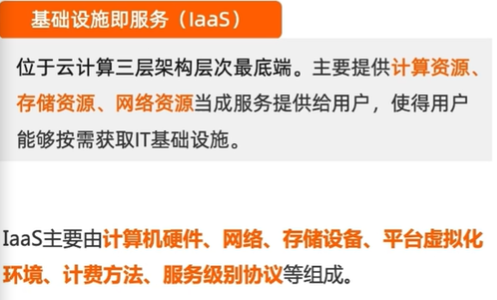 基础设施即服务（IaaS）
位于云计算三层架构层次最底端。主要提供计算资源、
存储资源、网络资源当成服务提供给用户，使得用户
能够按需获取IT基础设施。
IaaS主要由计算机硬件、网络、存储设备、平台虚拟化
环境、计费方法、服务级别协议等组成。